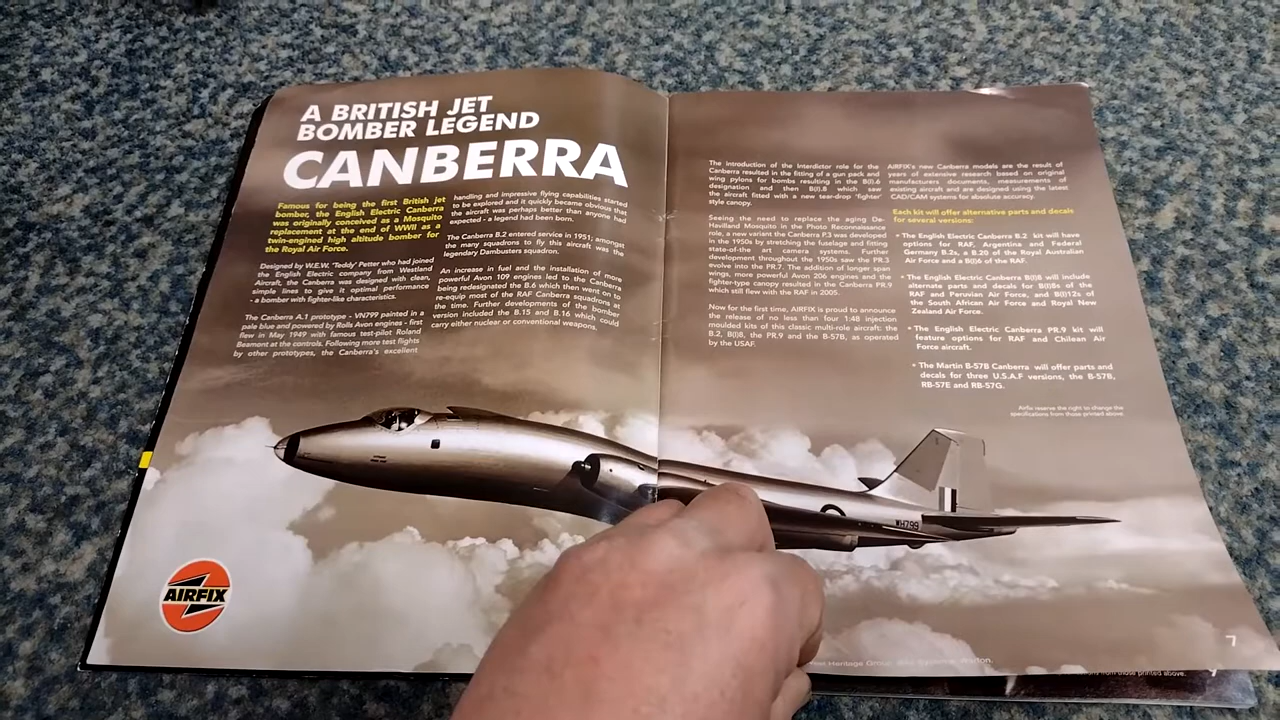 A BRITISH JET
BOMBER LEGEND
CANBERRA
Famous for being the first British jet
bomber, the English Electric Canberra
was originally conceived as a Mosquito
replacement at the end of WWII as a
twin-engined high altitude bomber for
the Royal Air Force.
Designed by W.E.W. 'Teddy' Petter who had joined
the English Electric company from Westland
Aircraft, the Canberra was designed with clean,
simple lines to give it optimal performance
- a bomber with fighter-like characteristics.
The Canberra A.1 prototype - VN799 painted in a
pale blue and powered by Rolls Avon engines - first
flew in May 1949 with famous test-pilot Roland
Beamont at the controls. Following more test flights
by other prototypes, the Canberra's excellent
handling and impressive flying capabilities started
to be explored and it quickly became obvious that
the aircraft was perhaps better than anyone had
expected - a legend had been born.
The Canberra B.2 entered service in 1951; amongst
the many squadrons to fly this aircraft was the
legendary Dambusters squadron.
An increase in fuel and the installation of more
powerful Avon 109 engines led to the Canberra
being redesignated the B.6 which then went on to
re-equip most of the RAF Canberra squadrons at
the time. Further developments of the bomber
version included the B.15 and B.16 which could
carry either nuclear or conventional weapons.
The introduction of the Interdictor role for the
Canberra resulted in the fitting of a gun pack and
wing pylons for bombs resulting in the B(I).6
designation and then B(I).8 which saw
the aircraft fitted with a new tear-drop 'fighter'
style canopy.
Seeing the need to replace the aging De-
Havilland Mosquito in the Photo Reconnaissance
role, a new variant the Canberra P.3 was developed
in the 1950s by stretching the fuselage and fitting
state-of-the art camera systems. Further
development throughout the 1950s saw the PR.3
evolve into the PR.7. The addition of longer span
wings, more powerful Avon 206 engines and the
fighter-type canopy resulted in the Canberra PR.9
which still flew with the RAF in 2005.
Now for the first time, AIRFIX is proud to announce
the release of no less than four 1:48 injection
moulded kits of this classic multi-role aircraft: the
B.2, B(I)8, the PR.9 and the B-57B, as operated
by the USAF.
AIRFIX's new Canberra models are the result of
years of extensive research based on original
manufacturers documents, measurements of
existing aircraft and are designed using the latest
CAD/CAM systems for absolute accuracy.
Each kit will offer alternative parts and decals
for several versions:
• The English Electric Canberra B.2 kit will have
options for RAF, Argentina and Federal
Germany B.2s, a B.20 of the Royal Australian
Air Force and a B(I)6 of the RAF.
• The English Electric Canberra B(I)8 will include
alternate parts and decals for B(I)8s of the
RAF and Peruvian Air Force, and B(I)12s of
the South African Air Force and Royal New
Zealand Air Force.
• The English Electric Canberra PR.9 kit will
feature options for RAF and Chilean Air
Force aircraft.
• The Martin B-57B Canberra will offer parts and
decals for three U.S.A.F versions, the B-57B,
RB-57E and RB-57G.
Airfix reserve the right to change the
specifications from those printed above.
WH799
AIRFIX
Heritage Group, BAe Systems, Warton.
7
from those printed above.